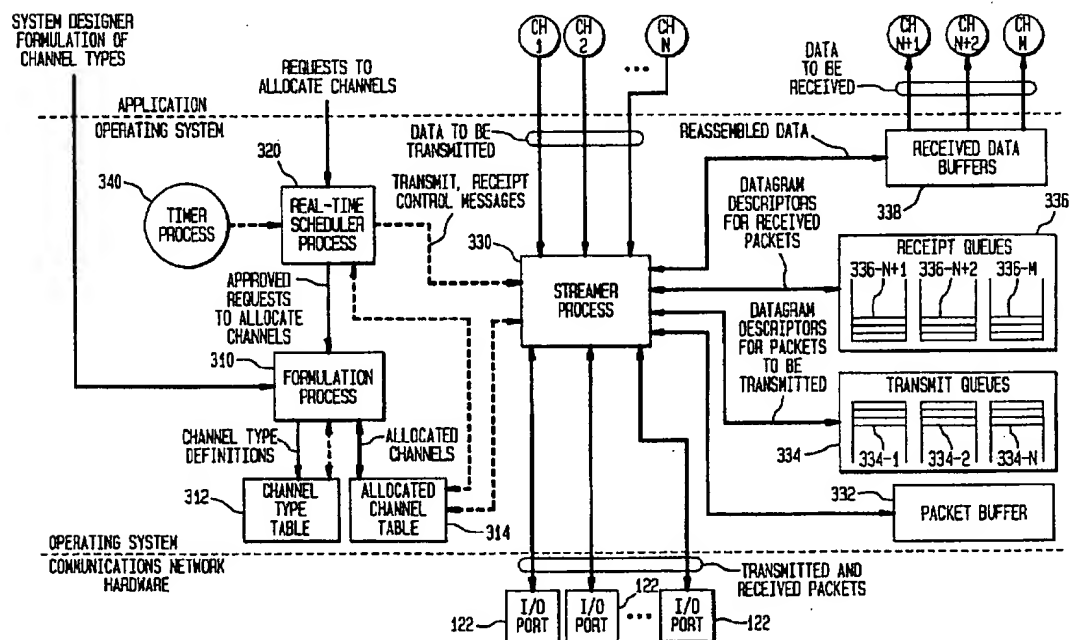 SYSTEM DESIGNER
FORMULATION OF
CHANNEL TYPES
REQUESTS TO
ALLOCATE CHANNELS
CH
1
CH
2
CH
N
...
CH
N+1
CH
N+2
CH
M
DATA
TO BE
RECEIVED
APPLICATION
OPERATING SYSTEM
DATA TO BE
TRANSMITTED
REASSEMBLED DATA
RECEIVED DATA
BUFFERS
338
340
TIMER
PROCESS
320
REAL-TIME
SCHEDULER
PROCESS
TRANSMIT, RECEIPT
CONTROL MESSAGES
330
STREAMER
PROCESS
DATAGRAM
DESCRIPTORS
FOR RECEIVED
PACKETS
336
RECEIPT QUEUES
336-N+1
336-N+2
336-M
APPROVED
REQUESTS
TO ALLOCATE
CHANNELS
DATAGRAM
DESCRIPTORS
FOR PACKETS
TO BE
TRANSMITTED
310
FORMULATION
PROCESS
TRANSMIT QUEUES
334
334-1
334-2
334-N
CHANNEL TYPE
DEFINITIONS
ALLOCATED
CHANNELS
312
CHANNEL
TYPE
TABLE
ALLOCATED
CHANNEL
TABLE
314
332
PACKET BUFFER
OPERATING SYSTEM
COMMUNICATIONS NETWORK
HARDWARE
TRANSMITTED AND
RECEIVED PACKETS
122
I/O
PORT
I/O
PORT
122
...
I/O
PORT
122